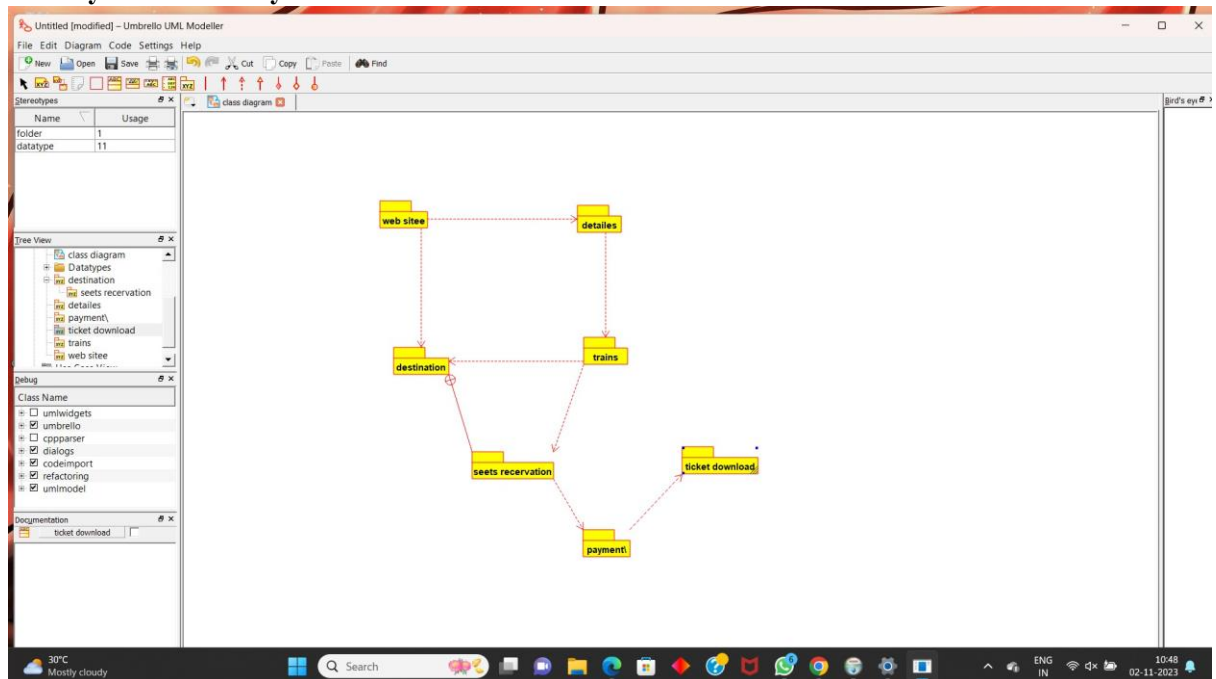 Untitled [modified] – Umbrello UML Modeller
File Edit Diagram Code Settings Help
New Open Save Cut Copy Paste Find
Stereotypes
class diagram
Bird's eye
Name Usage
folder 1
datatype 11
web sitee
detailes
Tree View
class diagram
Datatypes
destination
seets recervation
detailes
payment\
ticket download
trains
web sitee
destination
trains
Debug
Class Name
umlwidgets
umbrello
cppparser
dialogs
codeimport
refactoring
umlmodel
seets recervation
ticket download
payment\
Documentation
ticket download
30°C
Mostly cloudy
Search
ENG
IN
10:48
02-11-2023